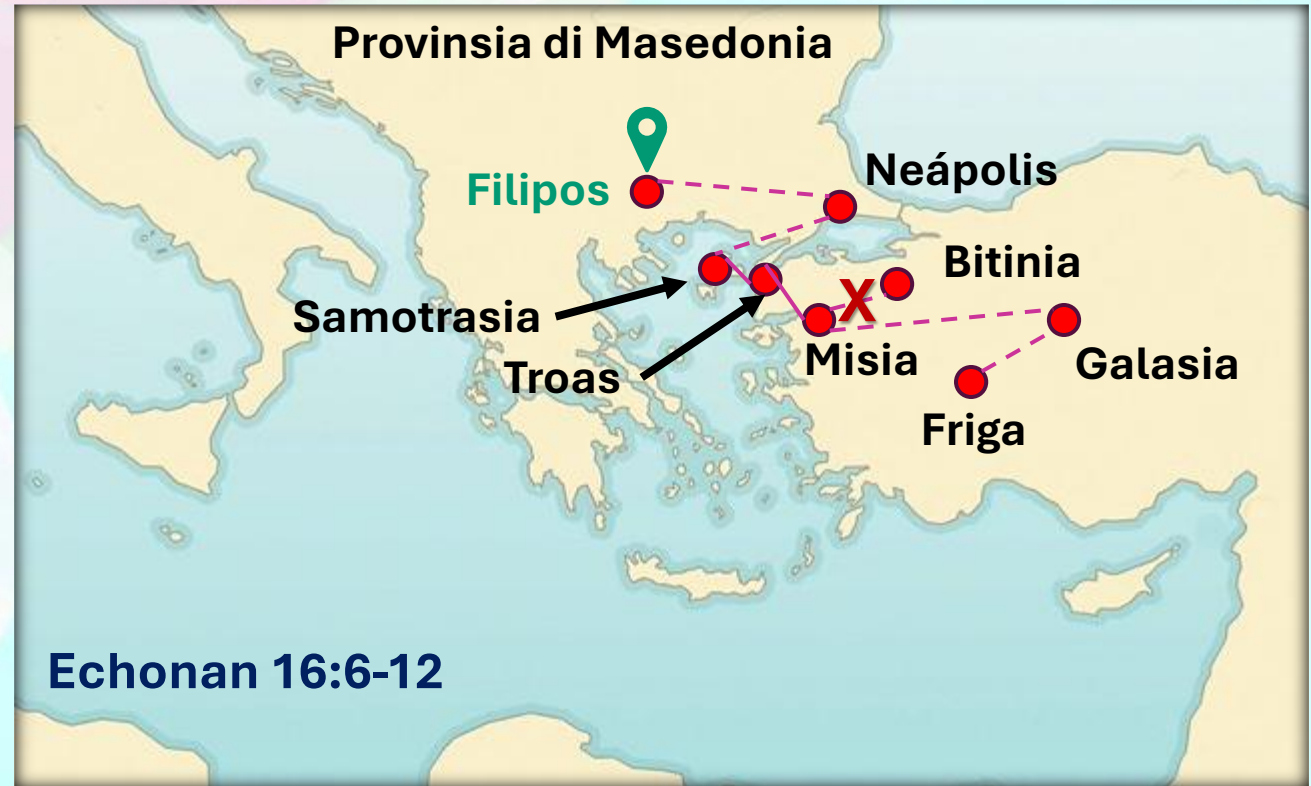 Provinsia di Masedonia
Neápolis
Filipos
Bitinia
X
Samotrasia
Misia
Galasia
Troas
Friga
Echonan 16:6-12